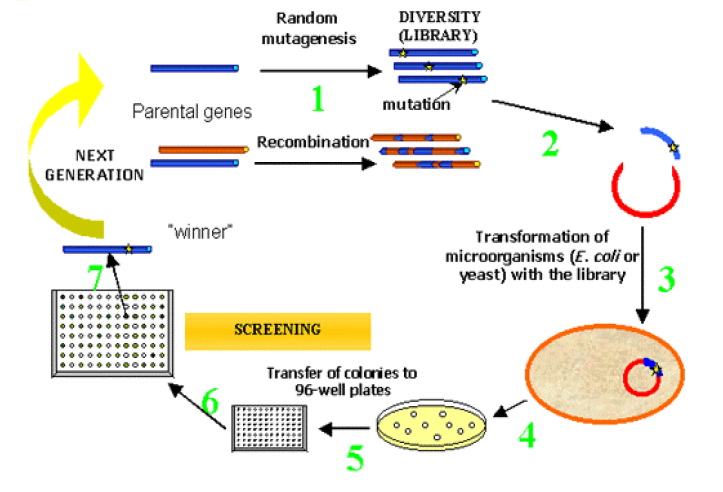 Random
mutagenesis
DIVERSITY
(LIBRARY)
1
mutation
Parental genes
2
Recombination
NEXT
GENERATION
"winner"
Transformation of
microorganisms (E. coli or
yeast) with the library
3
7
SCREENING
Transfer of colonies to
96-well plates
6
5
4